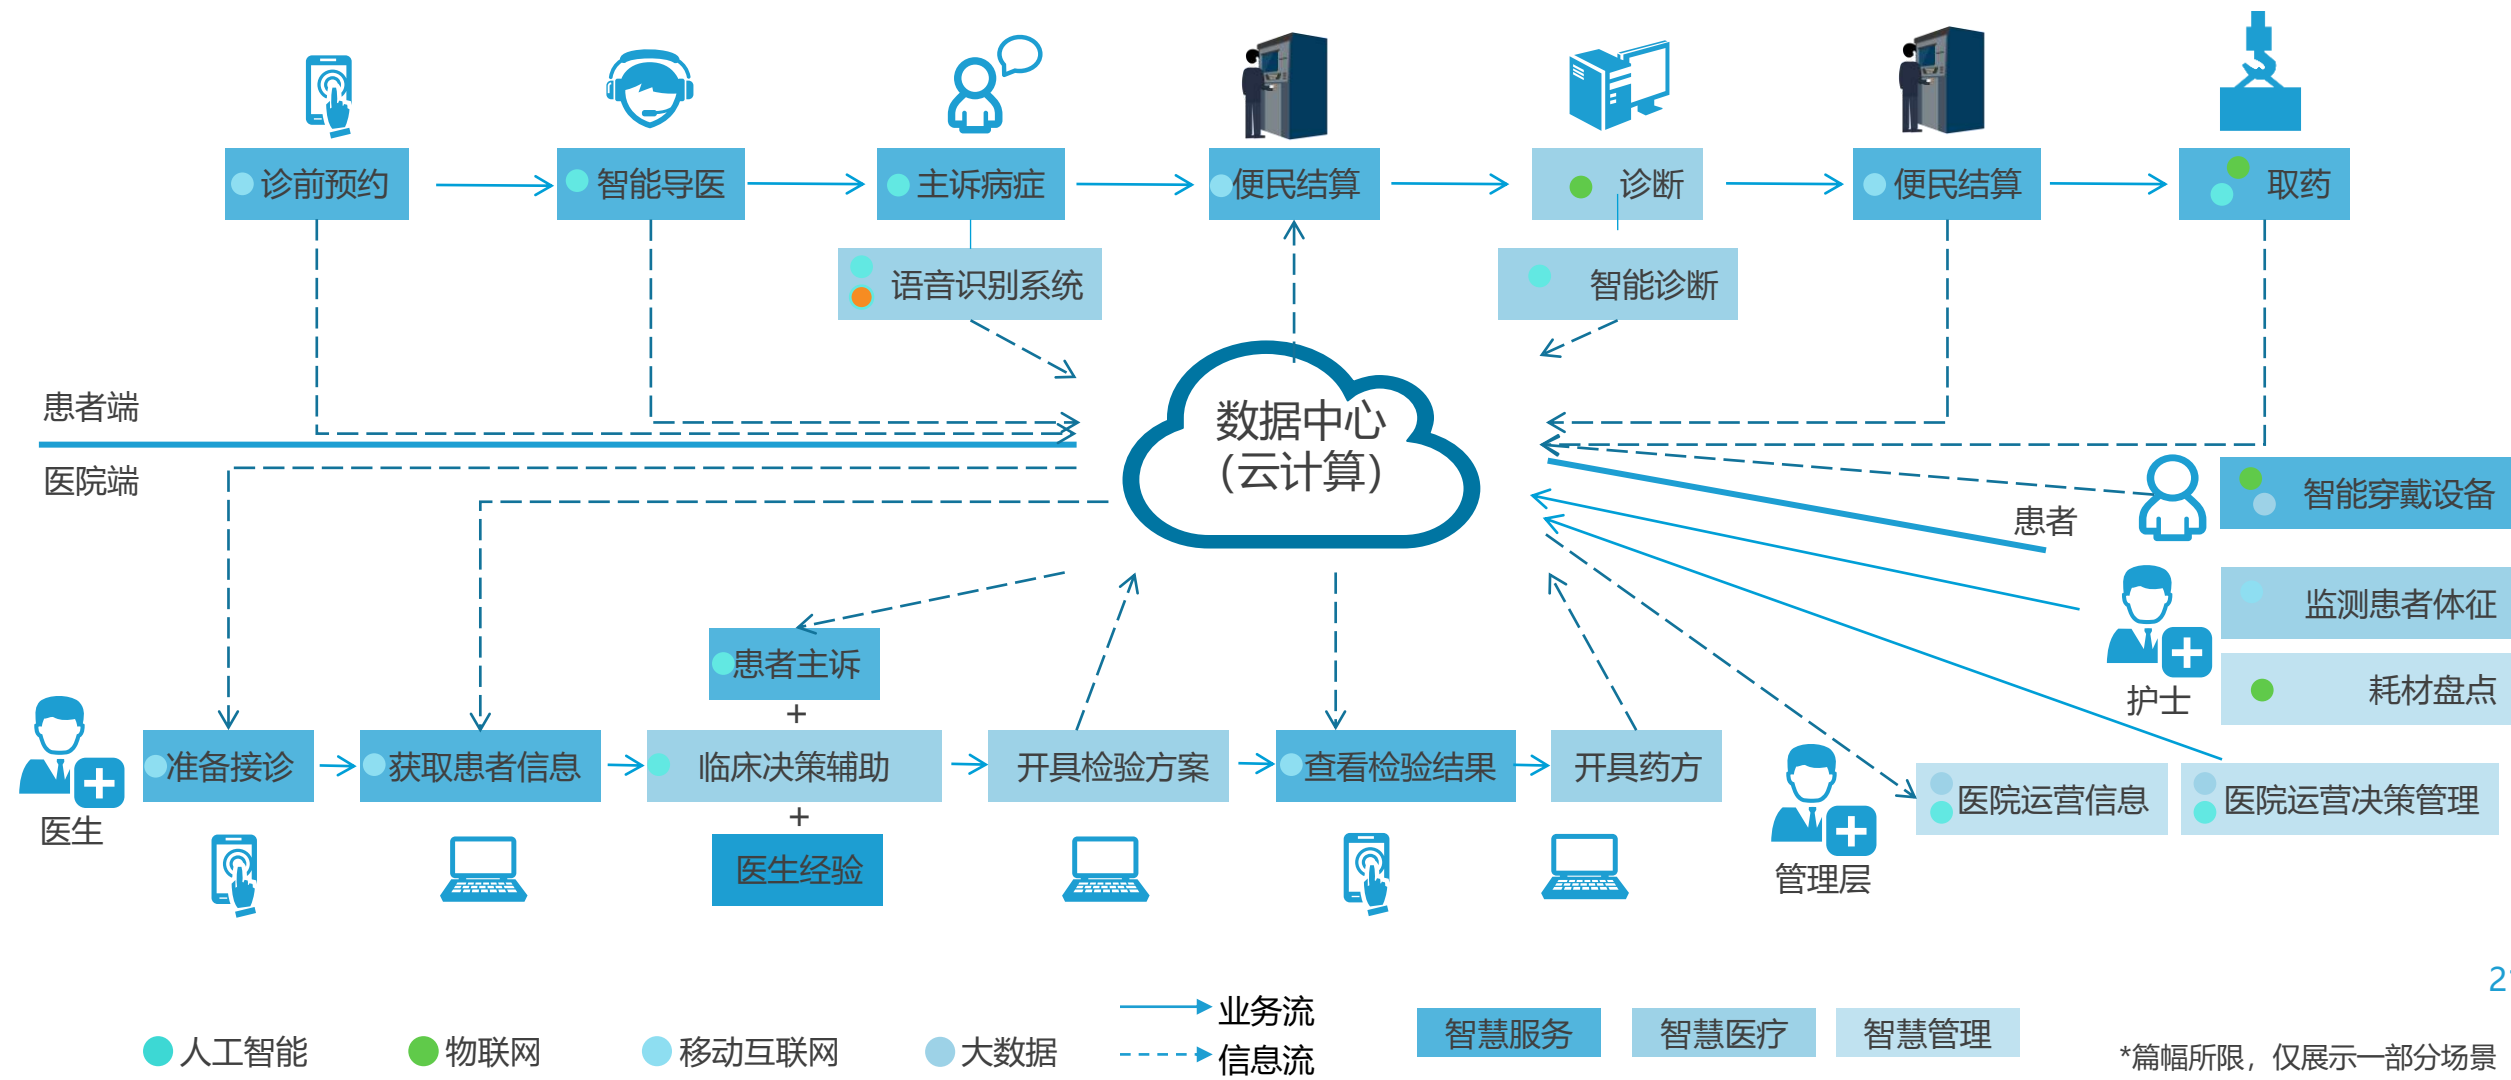 诊前预约
智能导医
主诉病症
便民结算
诊断
便民结算
取药
语音识别系统
智能诊断
患者端
医院端
数据中心
（云计算）
患者
智能穿戴设备
监测患者体征
护士
耗材盘点
患者主诉
+
医生
准备接诊
获取患者信息
临床决策辅助
开具检验方案
查看检验结果
开具药方
+
医生经验
管理层
医院运营信息
医院运营决策管理
人工智能
物联网
移动互联网
大数据
业务流
信息流
智慧服务
智慧医疗
智慧管理
*篇幅所限，仅展示一部分场景